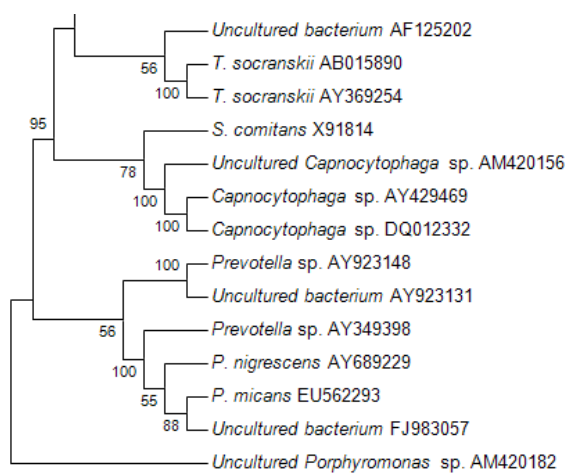 Uncultured bacterium AF125202
56
T. socranskii AB015890
100
T. socranskii AY369254
95
S. comitans X91814
Uncultured Capnocytophaga sp. AM420156
78
Capnocytophaga sp. AY429469
100
Capnocytophaga sp. DQ012332
100
Prevotella sp. AY923148
100
Uncultured bacterium AY923131
56
Prevotella sp. AY349398
P. nigrescens AY689229
100
P. micans EU562293
55
Uncultured bacterium FJ983057
88
Uncultured Porphyromonas sp. AM420182